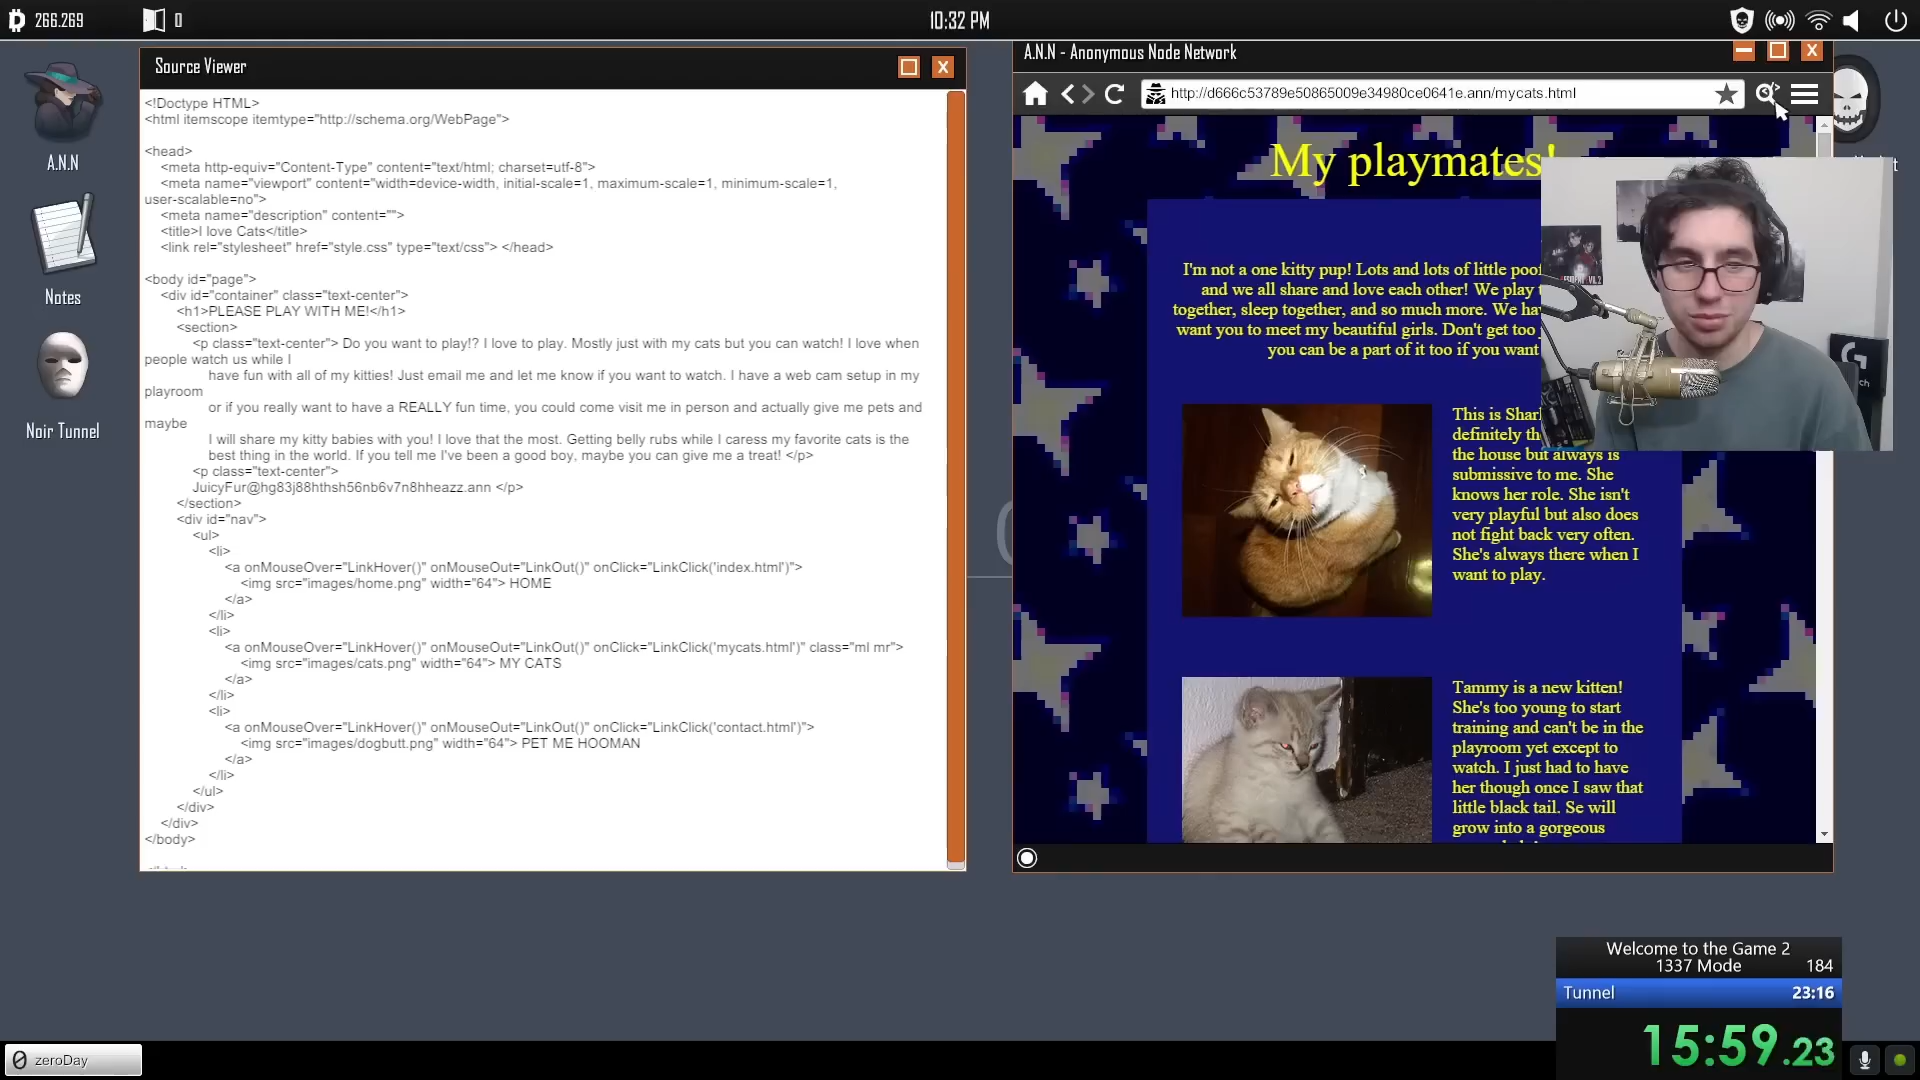 266.269
0
10:32 PM
A.N.N
Notes
Noir Tunnel
Source Viewer
X
<!Doctype HTML>
<html itemscope itemtype="http://schema.org/WebPage">
<head>
<meta http-equiv="Content-Type" content="text/html; charset=utf-8">
<meta name="viewport" content="width=device-width, initial-scale=1, maximum-scale=1, minimum-scale=1,
user-scalable=no">
<meta name="description" content="">
<title>I love Cats</title>
<link rel="stylesheet" href="style.css" type="text/css"> </head>
<body id="page">
<div id="container" class="text-center">
<h1>PLEASE PLAY WITH ME!</h1>
<section>
<p class="text-center"> Do you want to play!? I love to play. Mostly just with my cats but you can watch! I love when
people watch us while I
have fun with all of my kitties! Just email me and let me know if you want to watch. I have a web cam setup in my
playroom
or if you really want to have a REALLY fun time, you could come visit me in person and actually give me pets and
maybe
I will share my kitty babies with you! I love that the most. Getting belly rubs while I caress my favorite cats is the
best thing in the world. If you tell me I've been a good boy, maybe you can give me a treat! </p>
<p class="text-center">
JuicyFur@hg83j88hthsh56nb6v7n8hheazz.ann </p>
</section>
<div id="nav">
<ul>
<li>
<a onMouseOver="LinkHover()" onMouseOut="LinkOut()" onClick="LinkClick('index.html')">
<img src="images/home.png" width="64"> HOME
</a>
</li>
<li>
<a onMouseOver="LinkHover()" onMouseOut="LinkOut()" onClick="LinkClick('mycats.html')" class="ml mr">
<img src="images/cats.png" width="64"> MY CATS
</a>
</li>
<li>
<a onMouseOver="LinkHover()" onMouseOut="LinkOut()" onClick="LinkClick('contact.html')">
<img src="images/dogbutt.png" width="64"> PET ME HOOMAN
</a>
</li>
</ul>
</div>
</div>
</body>
A.N.N - Anonymous Node Network
X
http://d666c53789e50865009e34980ce0641e.ann/mycats.html
My playmates'
I'm not a one kitty pup! Lots and lots of little
and we all share and love each other! We play
together, sleep together, and so much more. We
want you to meet my beautiful girls. Don't get too
you can be a part of it too if you want
This is
definitely
the house but always is
submissive to me. She
knows her role. She isn't
very playful but also does
not fight back very often.
She's always there when I
want to play.
Tammy is a new kitten!
She's too young to start
training and can't be in the
playroom yet except to
watch. I just had to have
her though once I saw that
little black tail. Se will
grow into a gorgeous
Welcome to the Game 2
1337 Mode 184
Tunnel 23:16
15:59.23
zeroDay